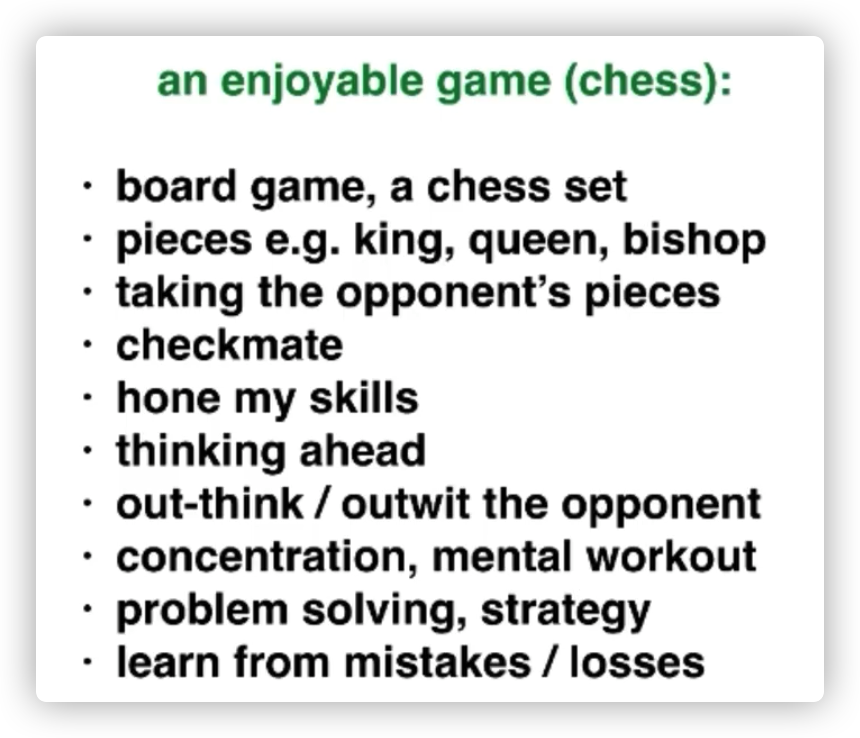 an enjoyable game (chess):
· board game, a chess set
· pieces e.g. king, queen, bishop
· taking the opponent’s pieces
· checkmate
· hone my skills
· thinking ahead
· out-think / outwit the opponent
· concentration, mental workout
· problem solving, strategy
· learn from mistakes / losses